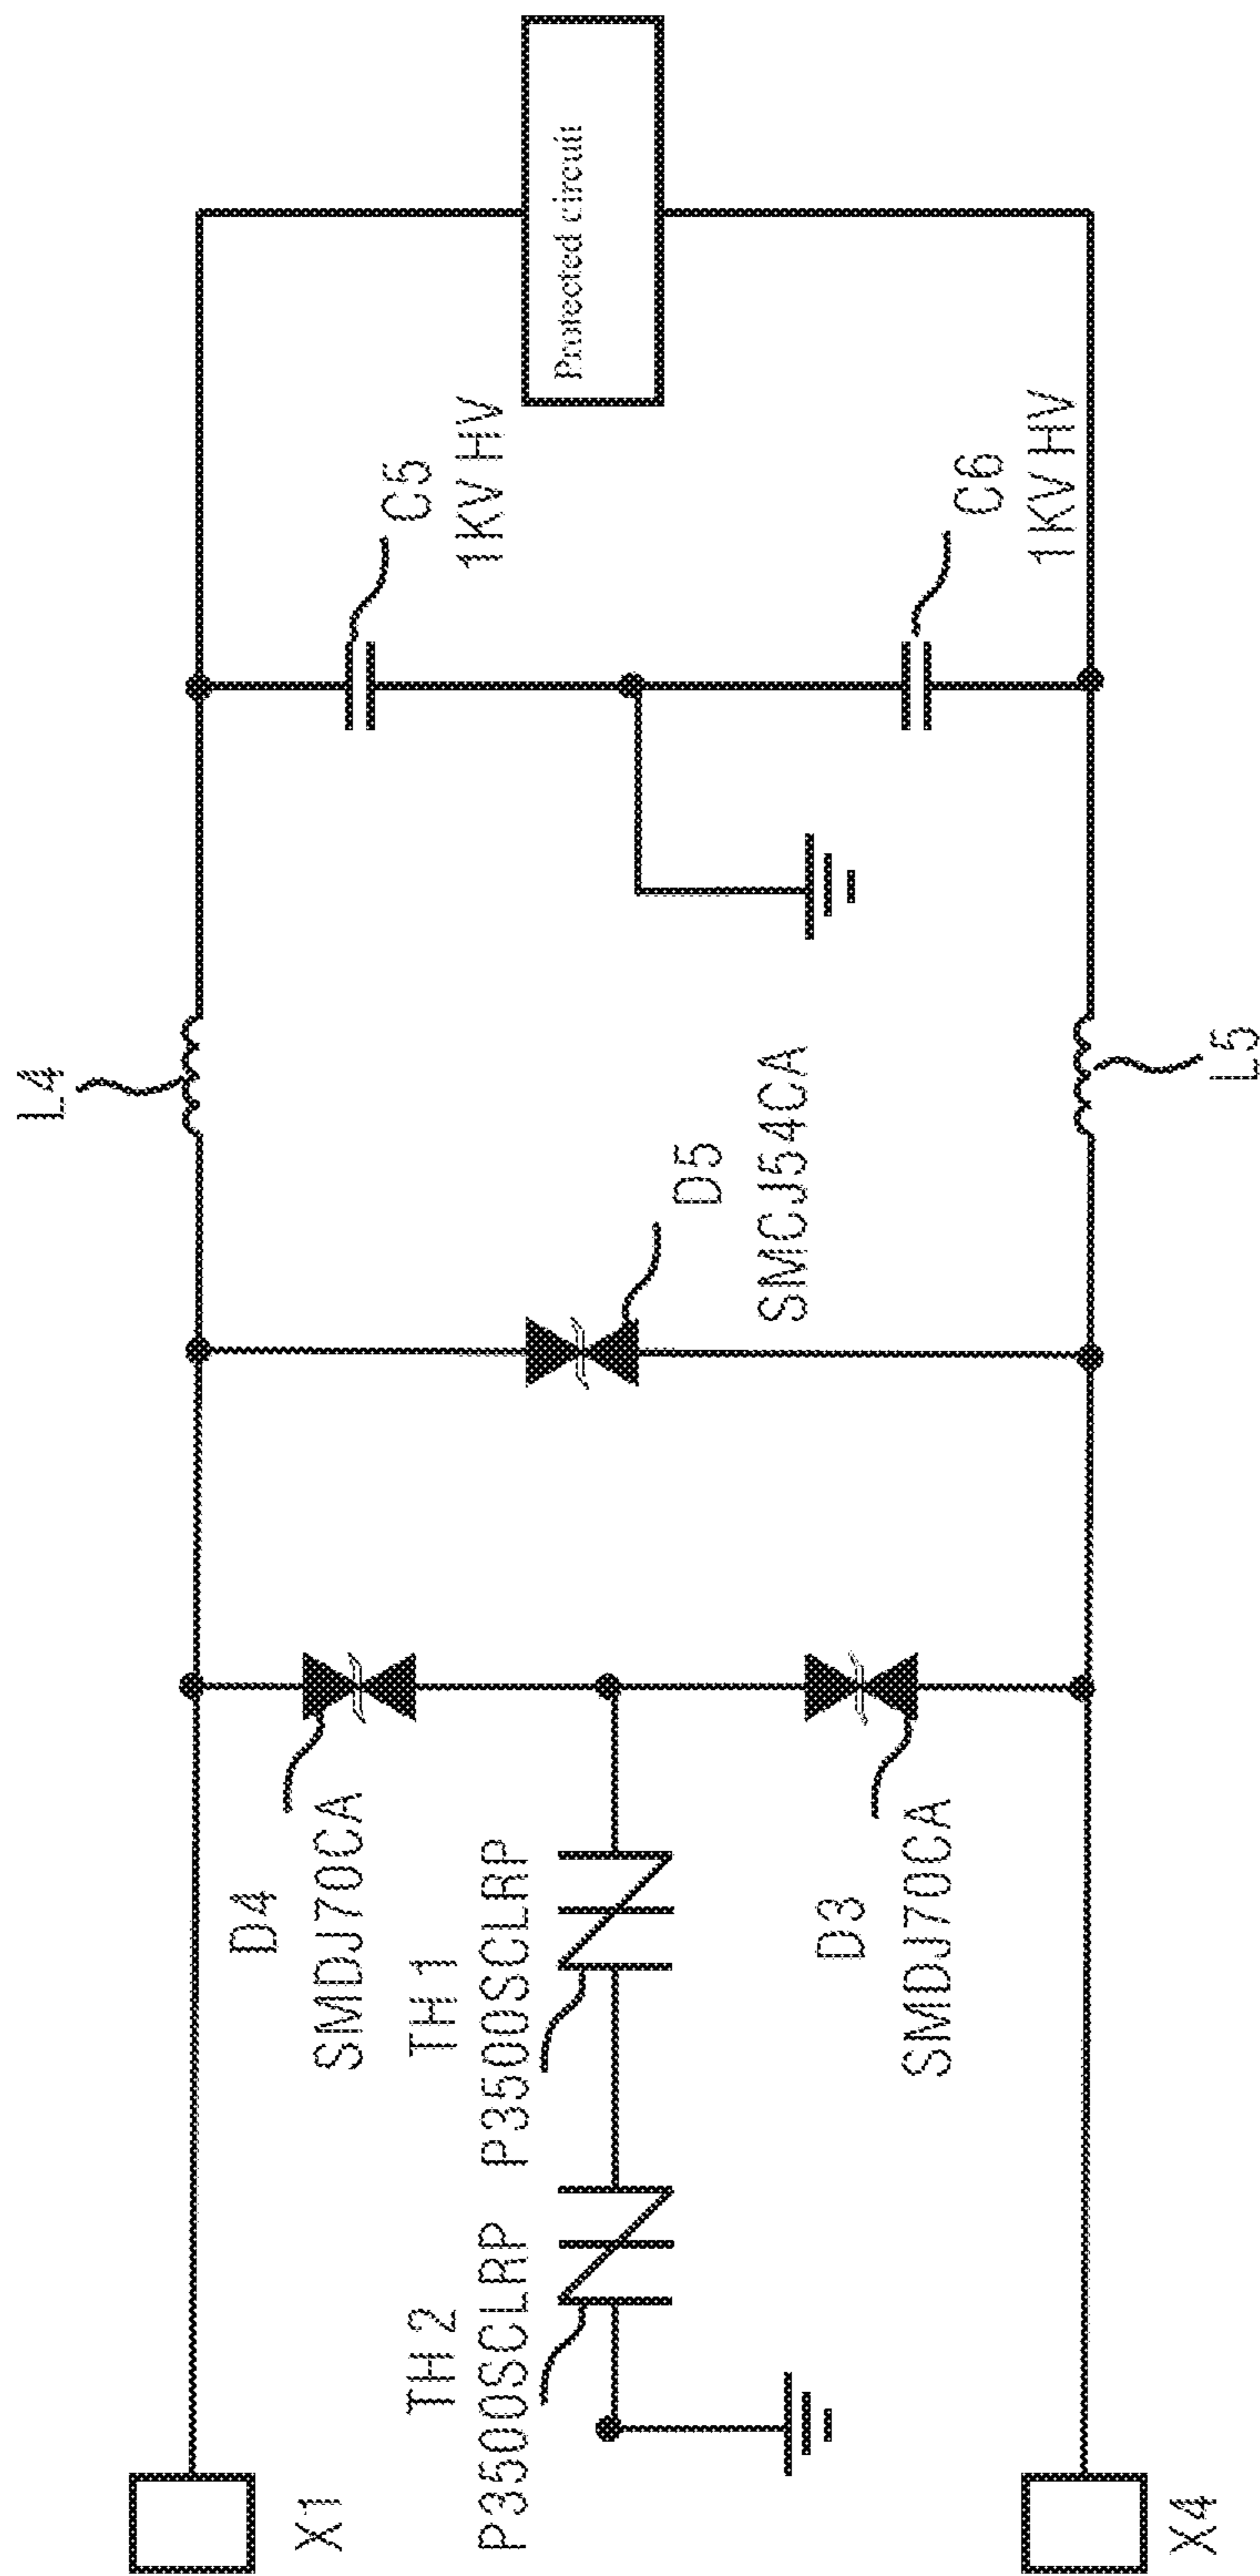 L4
L5
C5
1KV HV
C6
1KV HV
Protected circuit
D5
SMCJ54CA
D4
SMDJ70CA
TH1
P3500SCLRP
TH2
P3500SCLRP
D3
SMDJ70CA
X1
X4